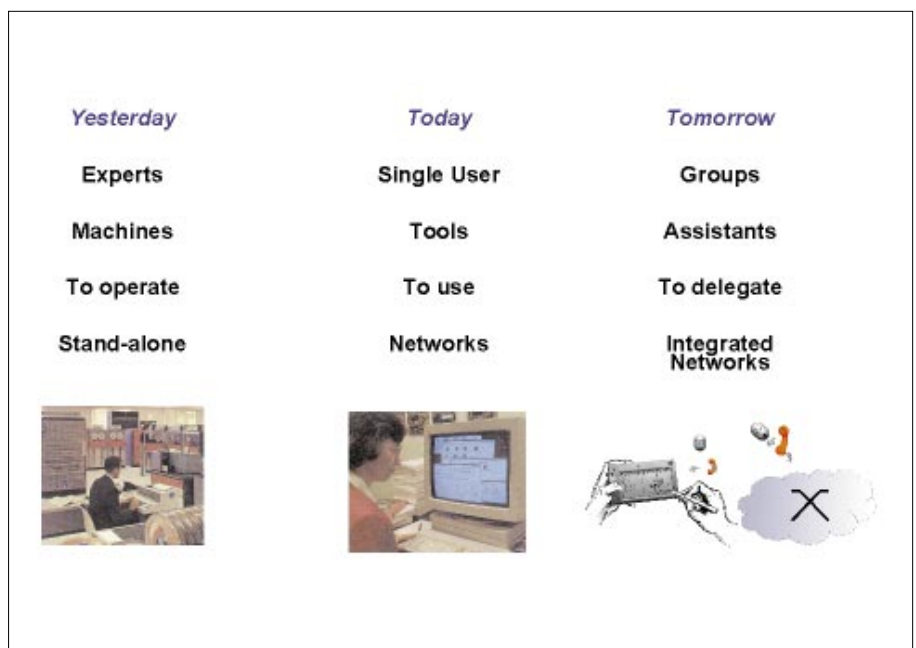 Yesterday Today Tomorrow
Experts Single User Groups
Machines Tools Assistants
To operate To use To delegate
Stand-alone Networks Integrated
Networks